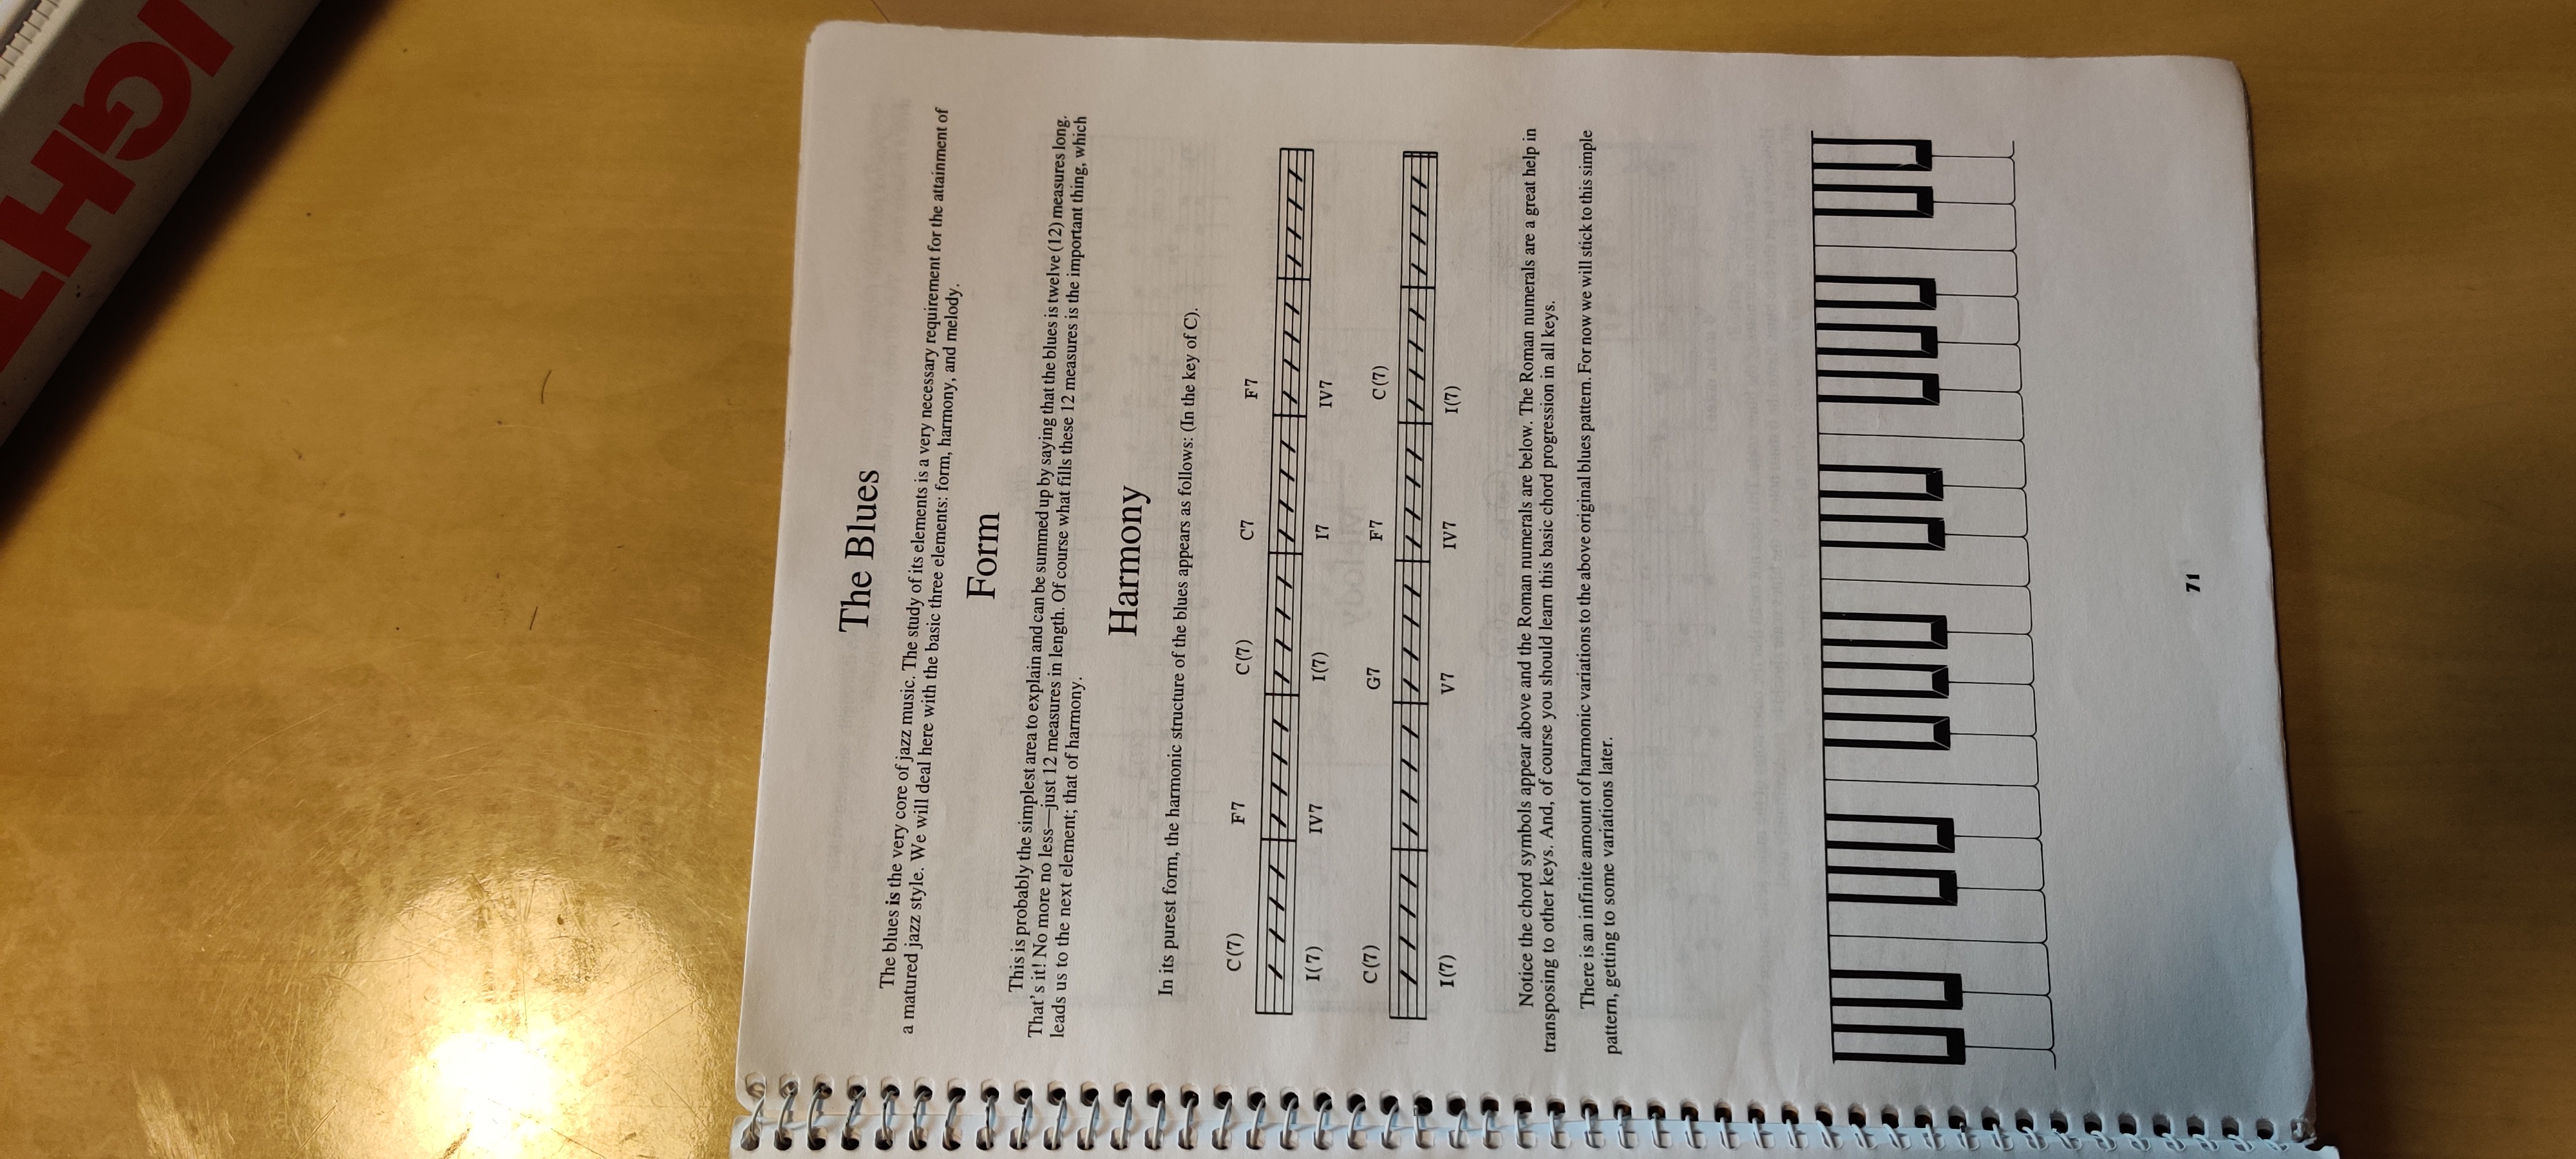 The Blues
The blues is the very core of jazz music. The study of its elements is a very necessary requirement for the attainment of
a matured jazz style. We will deal here with the basic three elements: form, harmony, and melody.
Form
This is probably the simplest area to explain and can be summed up by saying that the blues is twelve (12) measures long.
That's it! No more no less—just 12 measures in length. Of course what fills these 12 measures is the important thing, which
leads us to the next element; that of harmony.
Harmony
In its purest form, the harmonic structure of the blues appears as follows: (In the key of C).
C(7) F7 C(7) C7 F7
I(7) IV7 I(7) I7 IV7
C(7) G7 F7 C(7)
I(7) V7 IV7 I(7)
Notice the chord symbols appear above and the Roman numerals are below. The Roman numerals are a great help in
transposing to other keys. And, of course you should learn this basic chord progression in all keys.
There is an infinite amount of harmonic variations to the above original blues pattern. For now we will stick to this simple
pattern, getting to some variations later.
71